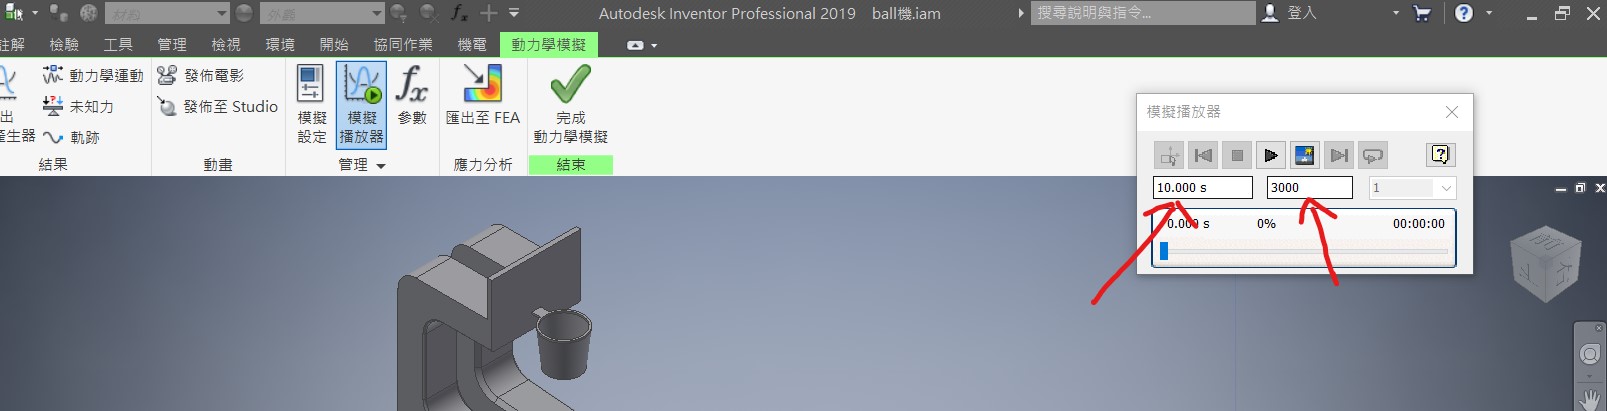 材料
外觀
fx
Autodesk Inventor Professional 2019 ball機.iam
搜尋說明與指令...
登入
註解 檢驗 工具 管理 檢視 環境 開始 協同作業 機電 動力學模擬
動力學運動
未知力
軌跡
出
產生器
結果
發佈電影
發佈至 Studio
動畫
模擬
設定
模擬
播放器
fx
參數
管理
匯出至 FEA
應力分析
完成
動力學模擬
結束
模擬播放器
10.000 s 3000 1
0.000 s 0% 00:00:00